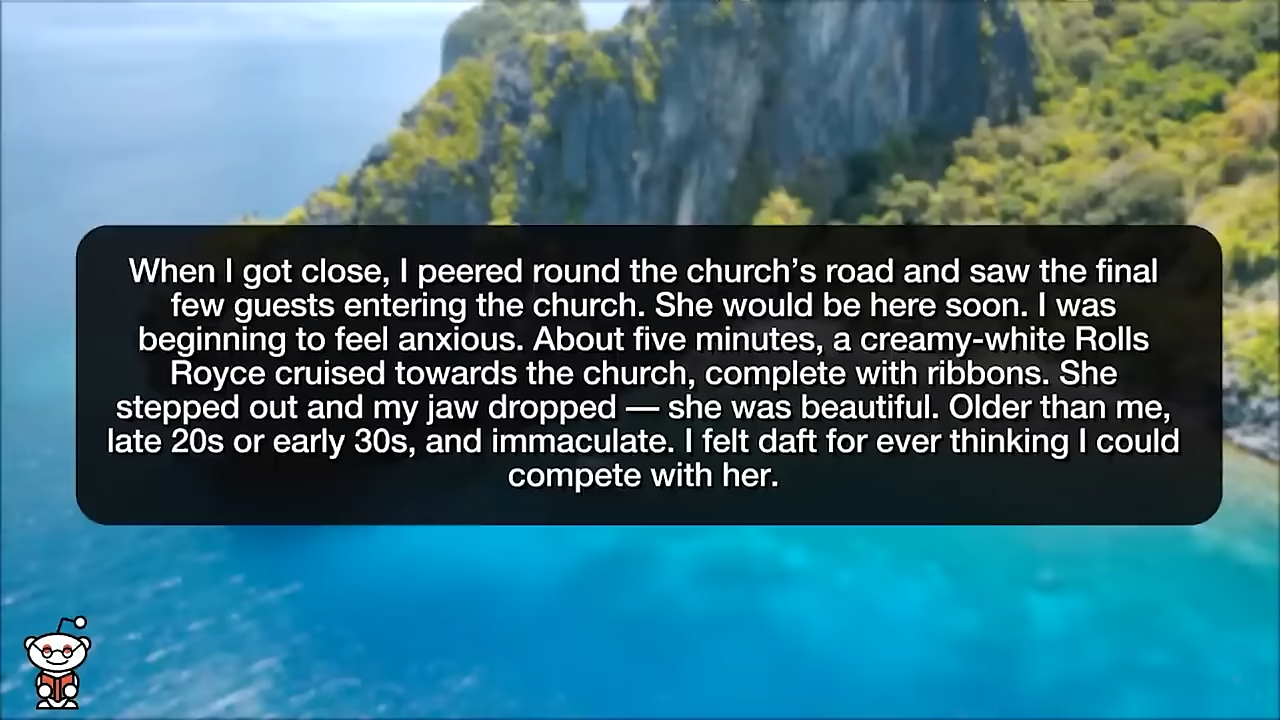 When I got close, I peered round the church’s road and saw the final
few guests entering the church. She would be here soon. I was
beginning to feel anxious. About five minutes, a creamy-white Rolls
Royce cruised towards the church, complete with ribbons. She
stepped out and my jaw dropped — she was beautiful. Older than me,
late 20s or early 30s, and immaculate. I felt daft for ever thinking I could
compete with her.